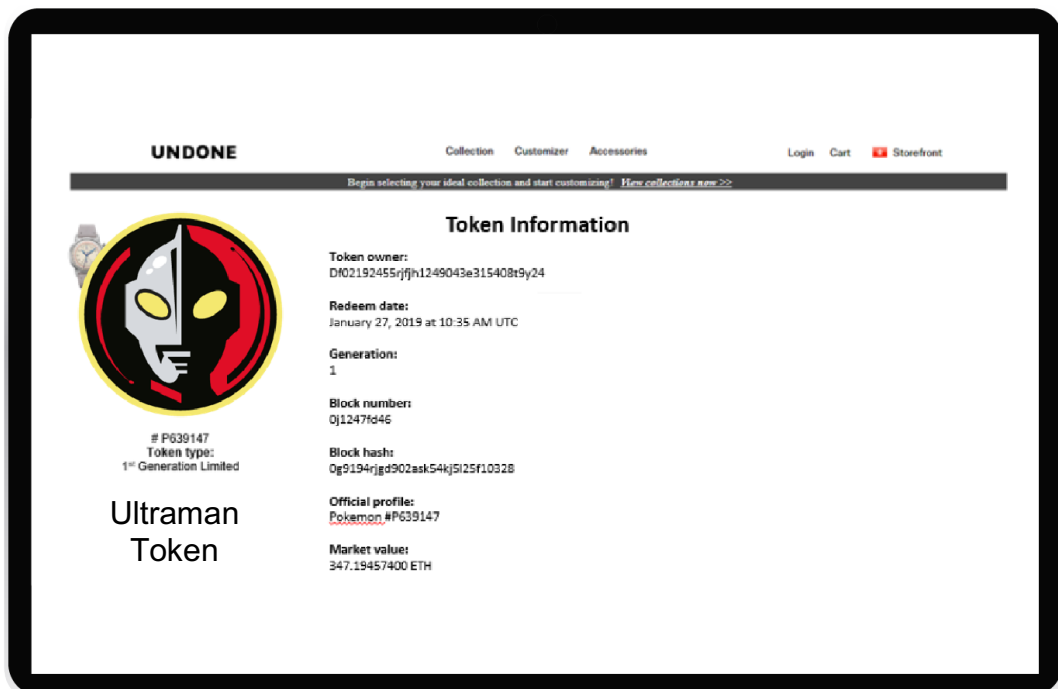 UNDONE
Collection Customizer Accessories
Login Cart Storefront
Begin selecting your ideal collection and start customizing! View collections now >>
Token Information
Token owner:
Df02192455rjfjh1249043e315408t9y24
Redeem date:
January 27, 2019 at 10:35 AM UTC
Generation:
1
Block number:
0j1247fd46
Block hash:
0g9194rjgd902ask54kj5l25f10328
Official profile:
Pokemon #P639147
Market value:
347.19457400 ETH
# P639147
Token type:
1st Generation Limited
Ultraman
Token